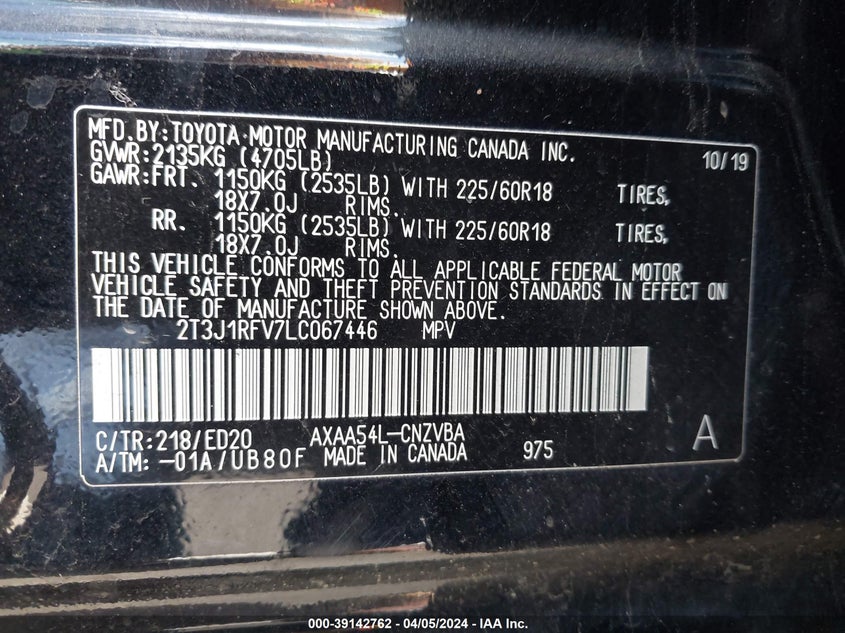 MFD.BY:TOYOTA MOTOR MANUFACTURING CANADA INC.
GVWR:2135KG (4705LB) 10/19
GAWR:FRT. 1150KG (2535LB) WITH 225/60R18 TIRES,
18X7.0J RIMS.
RR. 1150KG (2535LB) WITH 225/60R18 TIRES,
18X7.0J RIMS.
THIS VEHICLE CONFORMS TO ALL APPLICABLE FEDERAL MOTOR
VEHICLE SAFETY AND THEFT PREVENTION STANDARDS IN EFFECT ON
THE DATE OF MANUFACTURE SHOWN ABOVE.
2T3J1RFV7LC067446 MPV
C/TR:218/ED20 AXAA54L-CNZVBA A
A/TM:-01A/UB80F MADE IN CANADA 975
000-39142762 - 04/05/2024 - IAA Inc.